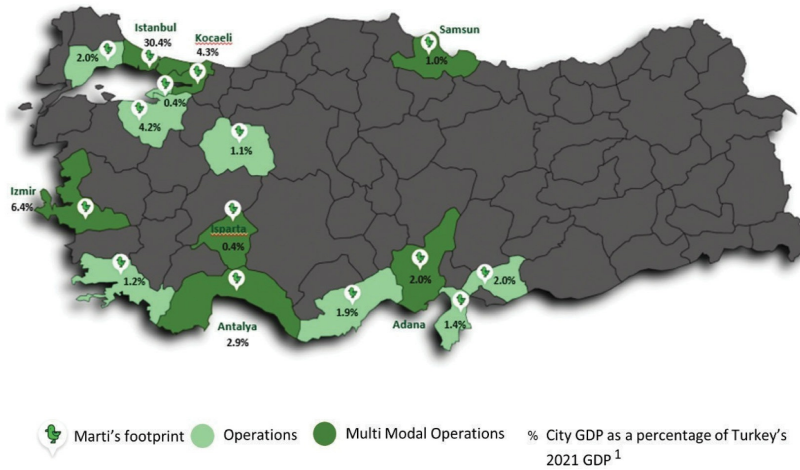 Istanbul
30.4%
Kocaeli
4.3%
Samsun
1.0%
2.0%
0.4%
4.2%
1.1%
Izmir
6.4%
Isparta
0.4%
1.2%
Antalya
2.9%
1.9%
2.0%
Adana
2.0%
1.4%
Marti's footprint
Operations
Multi Modal Operations
% City GDP as a percentage of Turkey's
2021 GDP 1